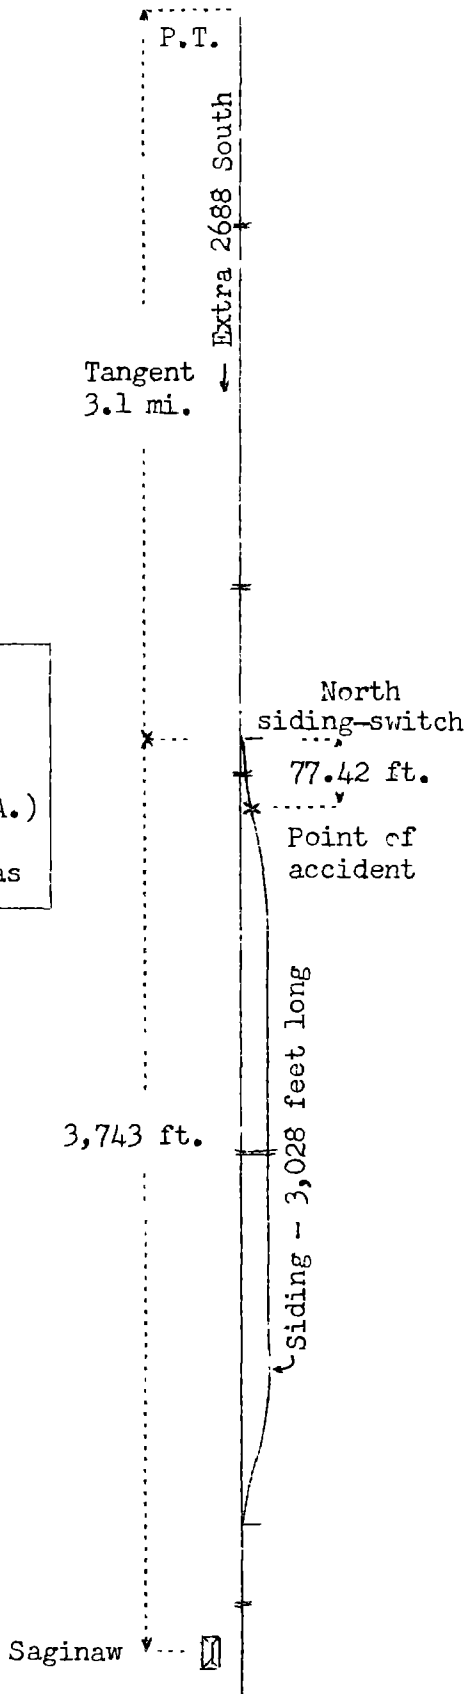 P.T.
Extra 2688 South
Tangent
3.1 mi.
North
siding-switch
77.42 ft.
A.)
Point of
accident
as
Siding - 3,028 feet long
3,743 ft.
Saginaw